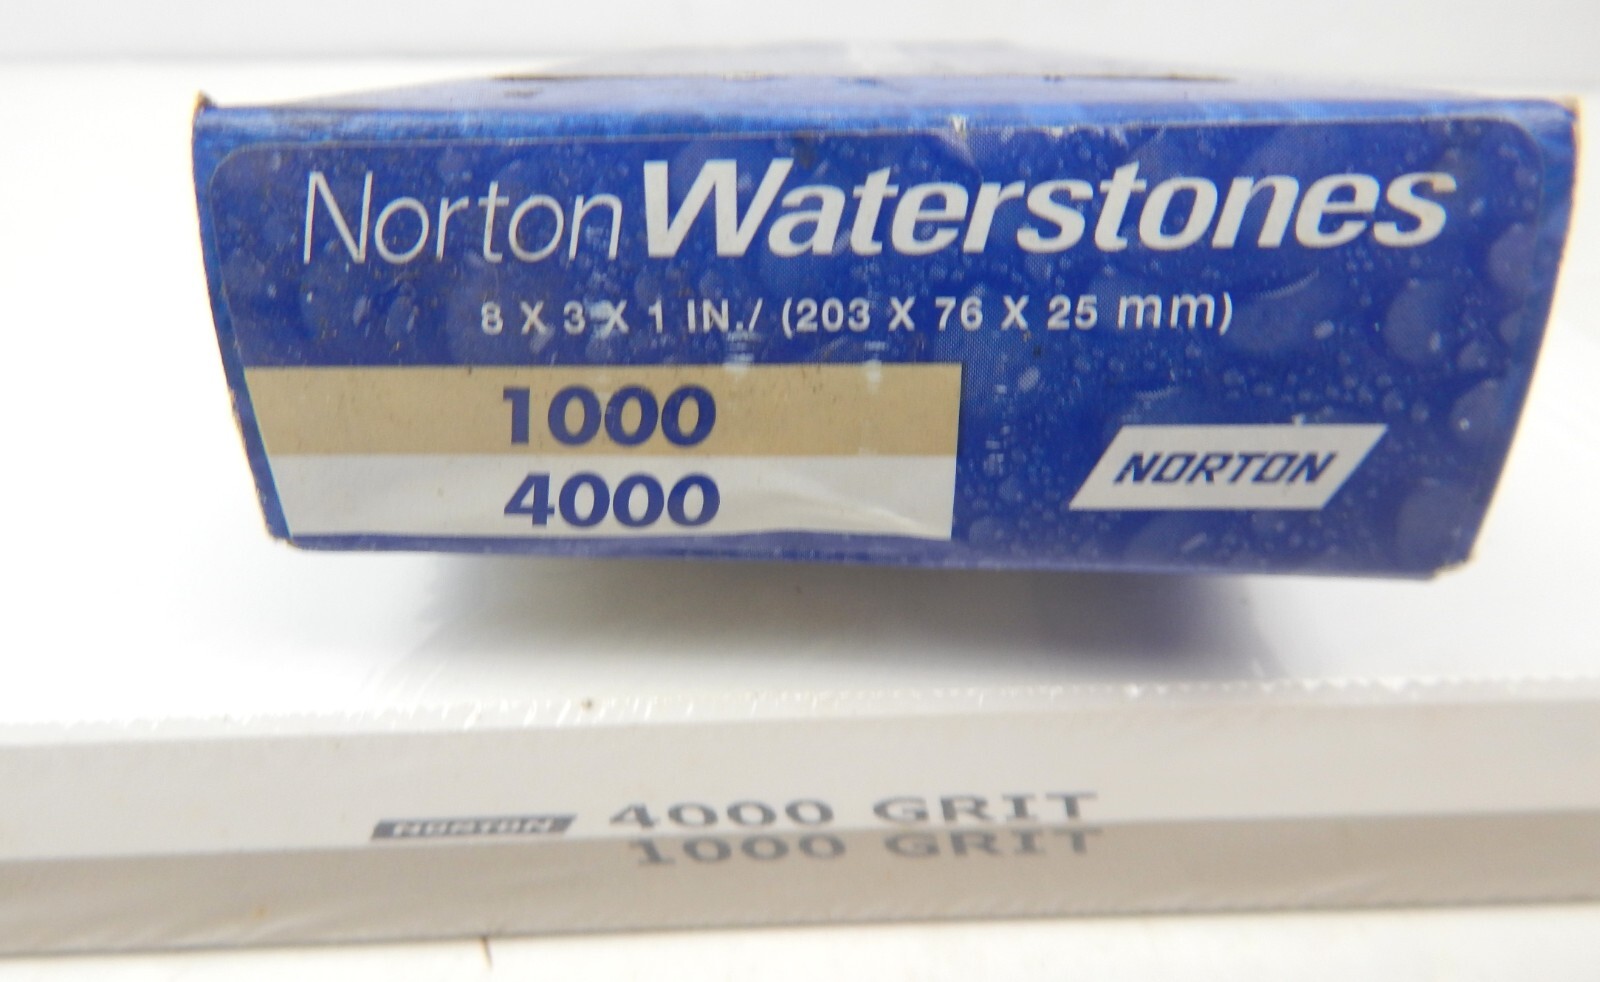 Norton Waterstones
8 X 3 X 1 IN./ (203 X 76 X 25 mm)
1000
4000
NORTON
NORTON 4000 GRIT
1000 GRIT